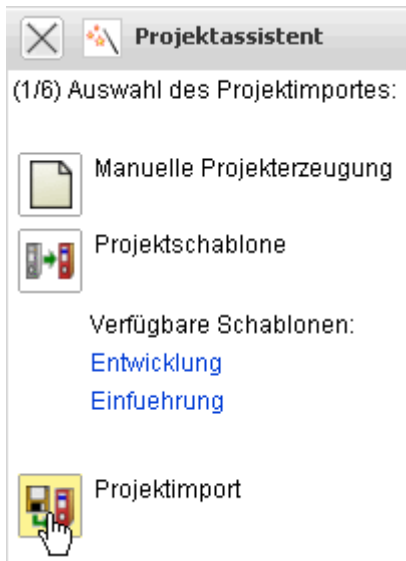 Projektassistent
(1/6) Auswahl des Projektimportes:
Manuelle Projekterzeugung
Projektschablone
Verfügbare Schablonen:
Entwicklung
Einfuehrung
Projektimport